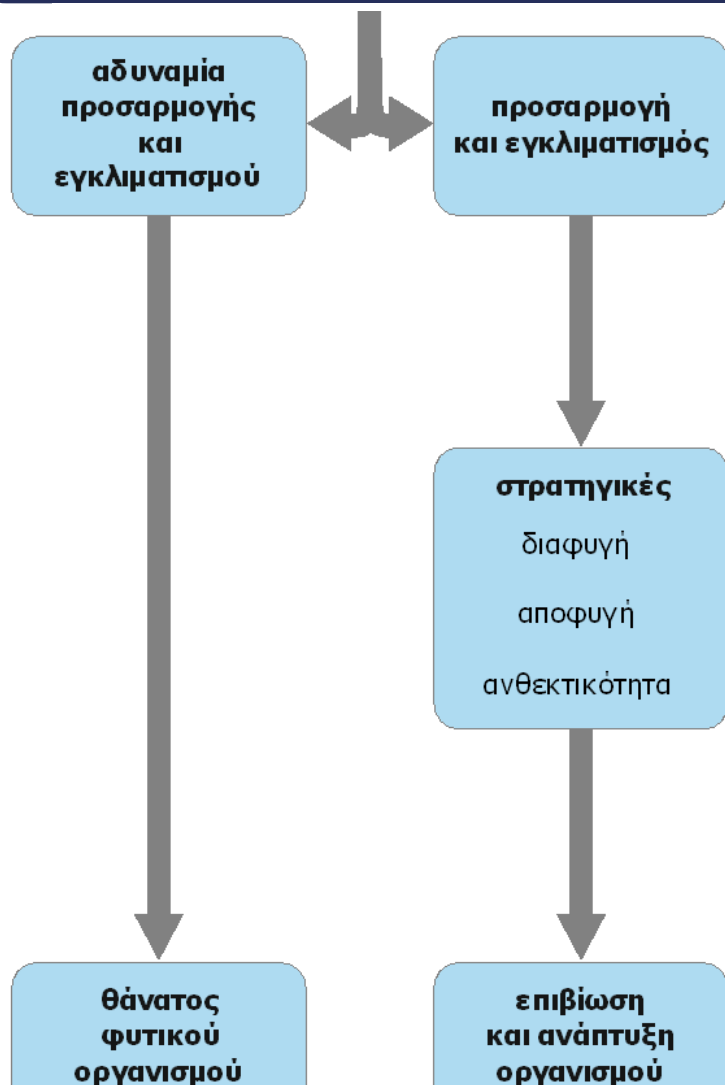 αδυναμία
προσαρμογής
και
εγκλιματισμού
προσαρμογή
και εγκλιματισμός
στρατηγικές
διαφυγή
αποφυγή
ανθεκτικότητα
θάνατος
φυτικού
οργανισμού
επιβίωση
και ανάπτυξη
οργανισμού